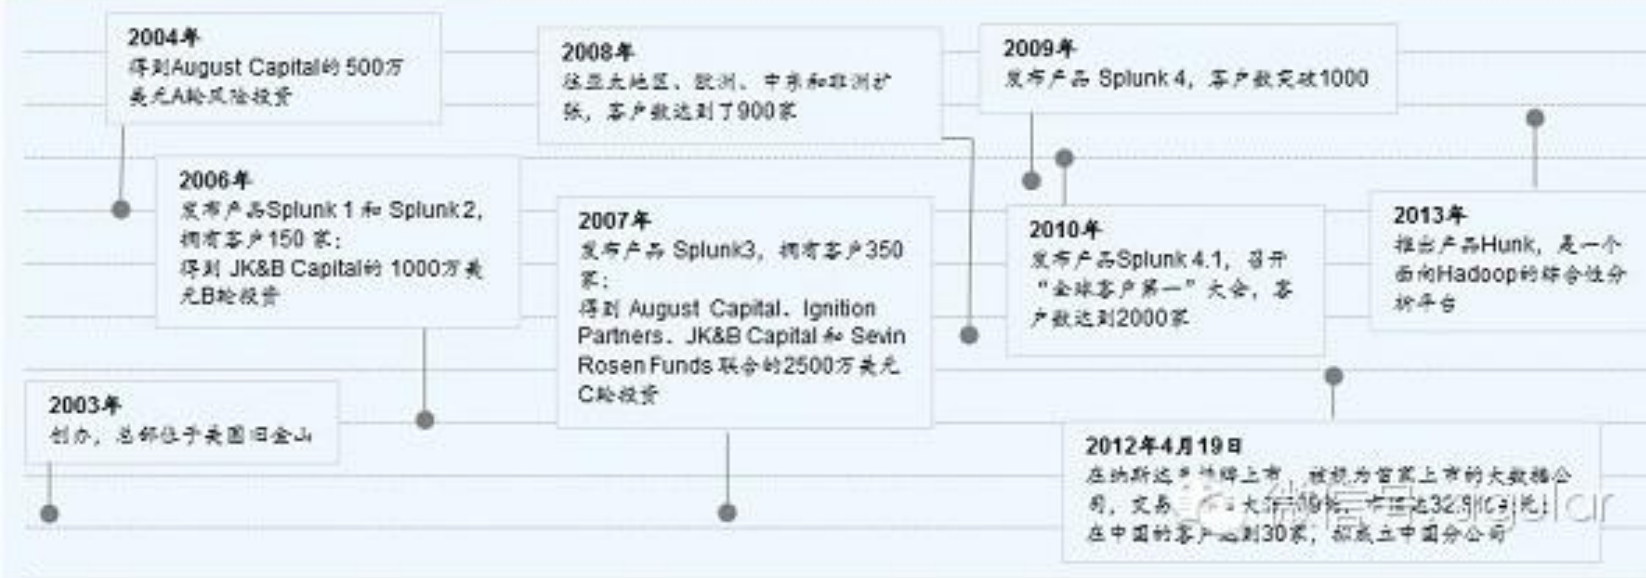 2004年
得到August Capital的 500万
美元A轮风险投资
2008年
往亚太地区、欧洲、中东和非洲扩
张，客户数达到了900家
2009年
发布产品 Splunk 4，客户数突破1000
2006年
发布产品Splunk 1 和 Splunk 2，
拥有客户150 家；
得到 JK&B Capital的 1000万美
元B轮投资
2007年
发布产品 Splunk3，拥有客户350
家；
得到 August Capital、Ignition
Partners、JK&B Capital 和 Sevin
Rosen Funds 联合的2500万美元
C轮投资
2010年
发布产品Splunk 4.1，召开
“全球客户第一”大会，客
户数达到2000家
2013年
推出产品Hunk，是一个
面向Hadoop的综合性分
析平台
2003年
创办，总部位于美国旧金山
2012年4月19日
在纳斯达克挂牌上市，被视为首家上市的大数据公
司，交易
在中国的客户达到30家，拟成立中国分公司
微信号